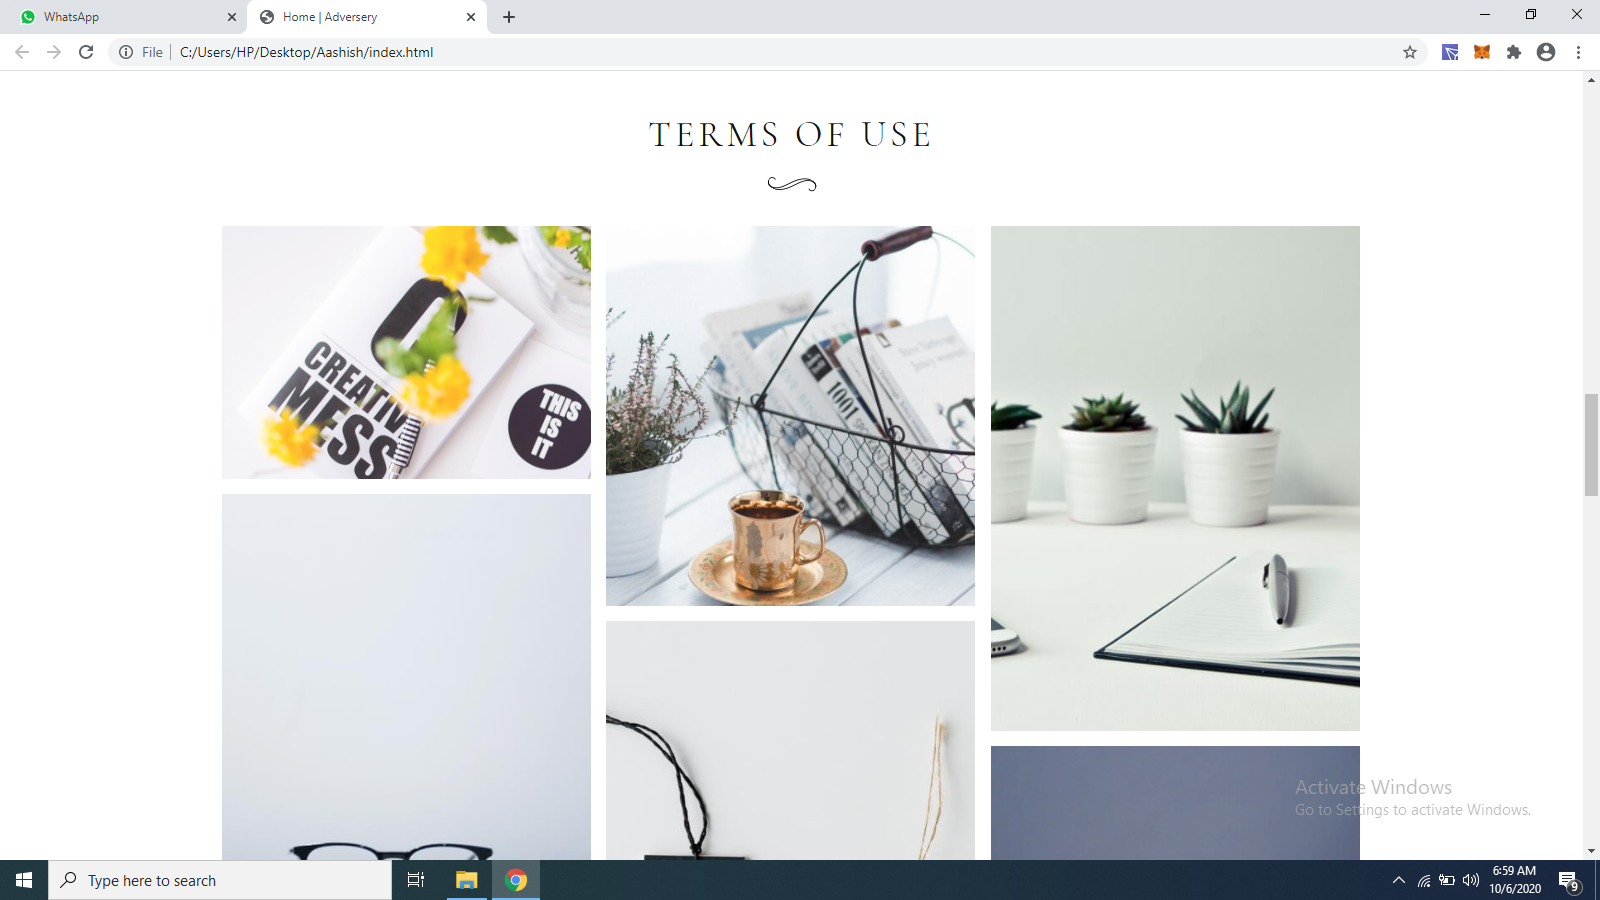 WhatsApp
Home | Adversery
File
C:/Users/HP/Desktop/Aashish/index.html
TERMS OF USE
CREATIV
MESS
THIS
IS
IT
1001
Activate Windows
Go to Settings to activate Windows.
Type here to search
6:59 AM
10/6/2020
9